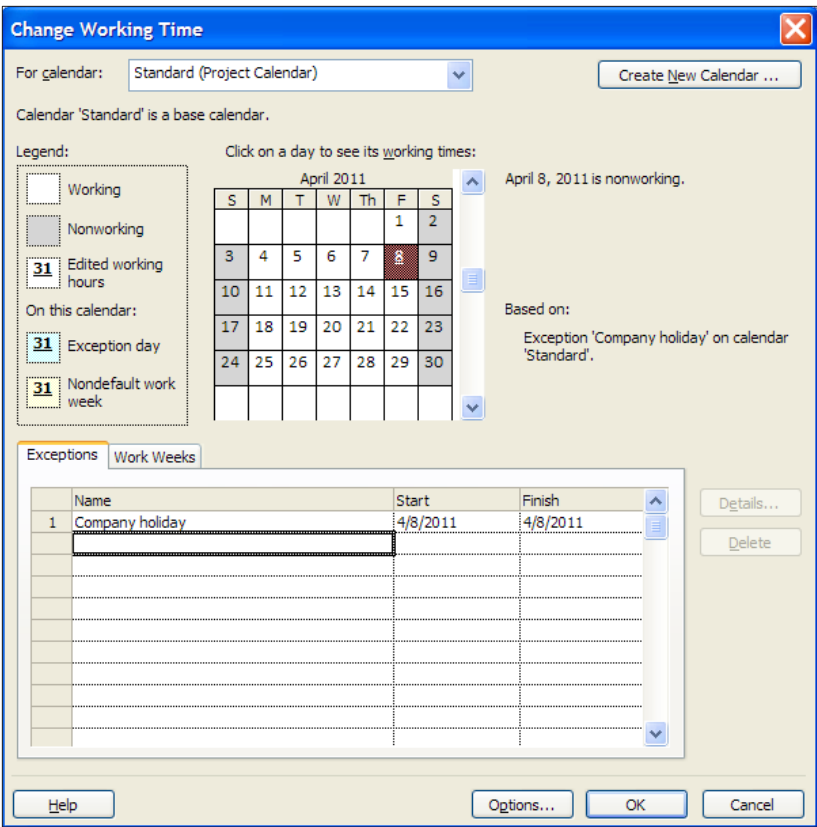 Change Working Time
For calendar: Standard (Project Calendar) Create New Calendar ...
Calendar 'Standard' is a base calendar.
Legend:
Working
Nonworking
31 Edited working
hours
On this calendar:
31 Exception day
31 Nondefault work
week
Click on a day to see its working times:
April 2011
S M T W Th F S
1 2
3 4 5 6 7 8 9
10 11 12 13 14 15 16
17 18 19 20 21 22 23
24 25 26 27 28 29 30
April 8, 2011 is nonworking.
Based on:
Exception 'Company holiday' on calendar
'Standard'.
Exceptions Work Weeks
Name Start Finish
1 Company holiday 4/8/2011 4/8/2011
Details...
Delete
Help Options... OK Cancel